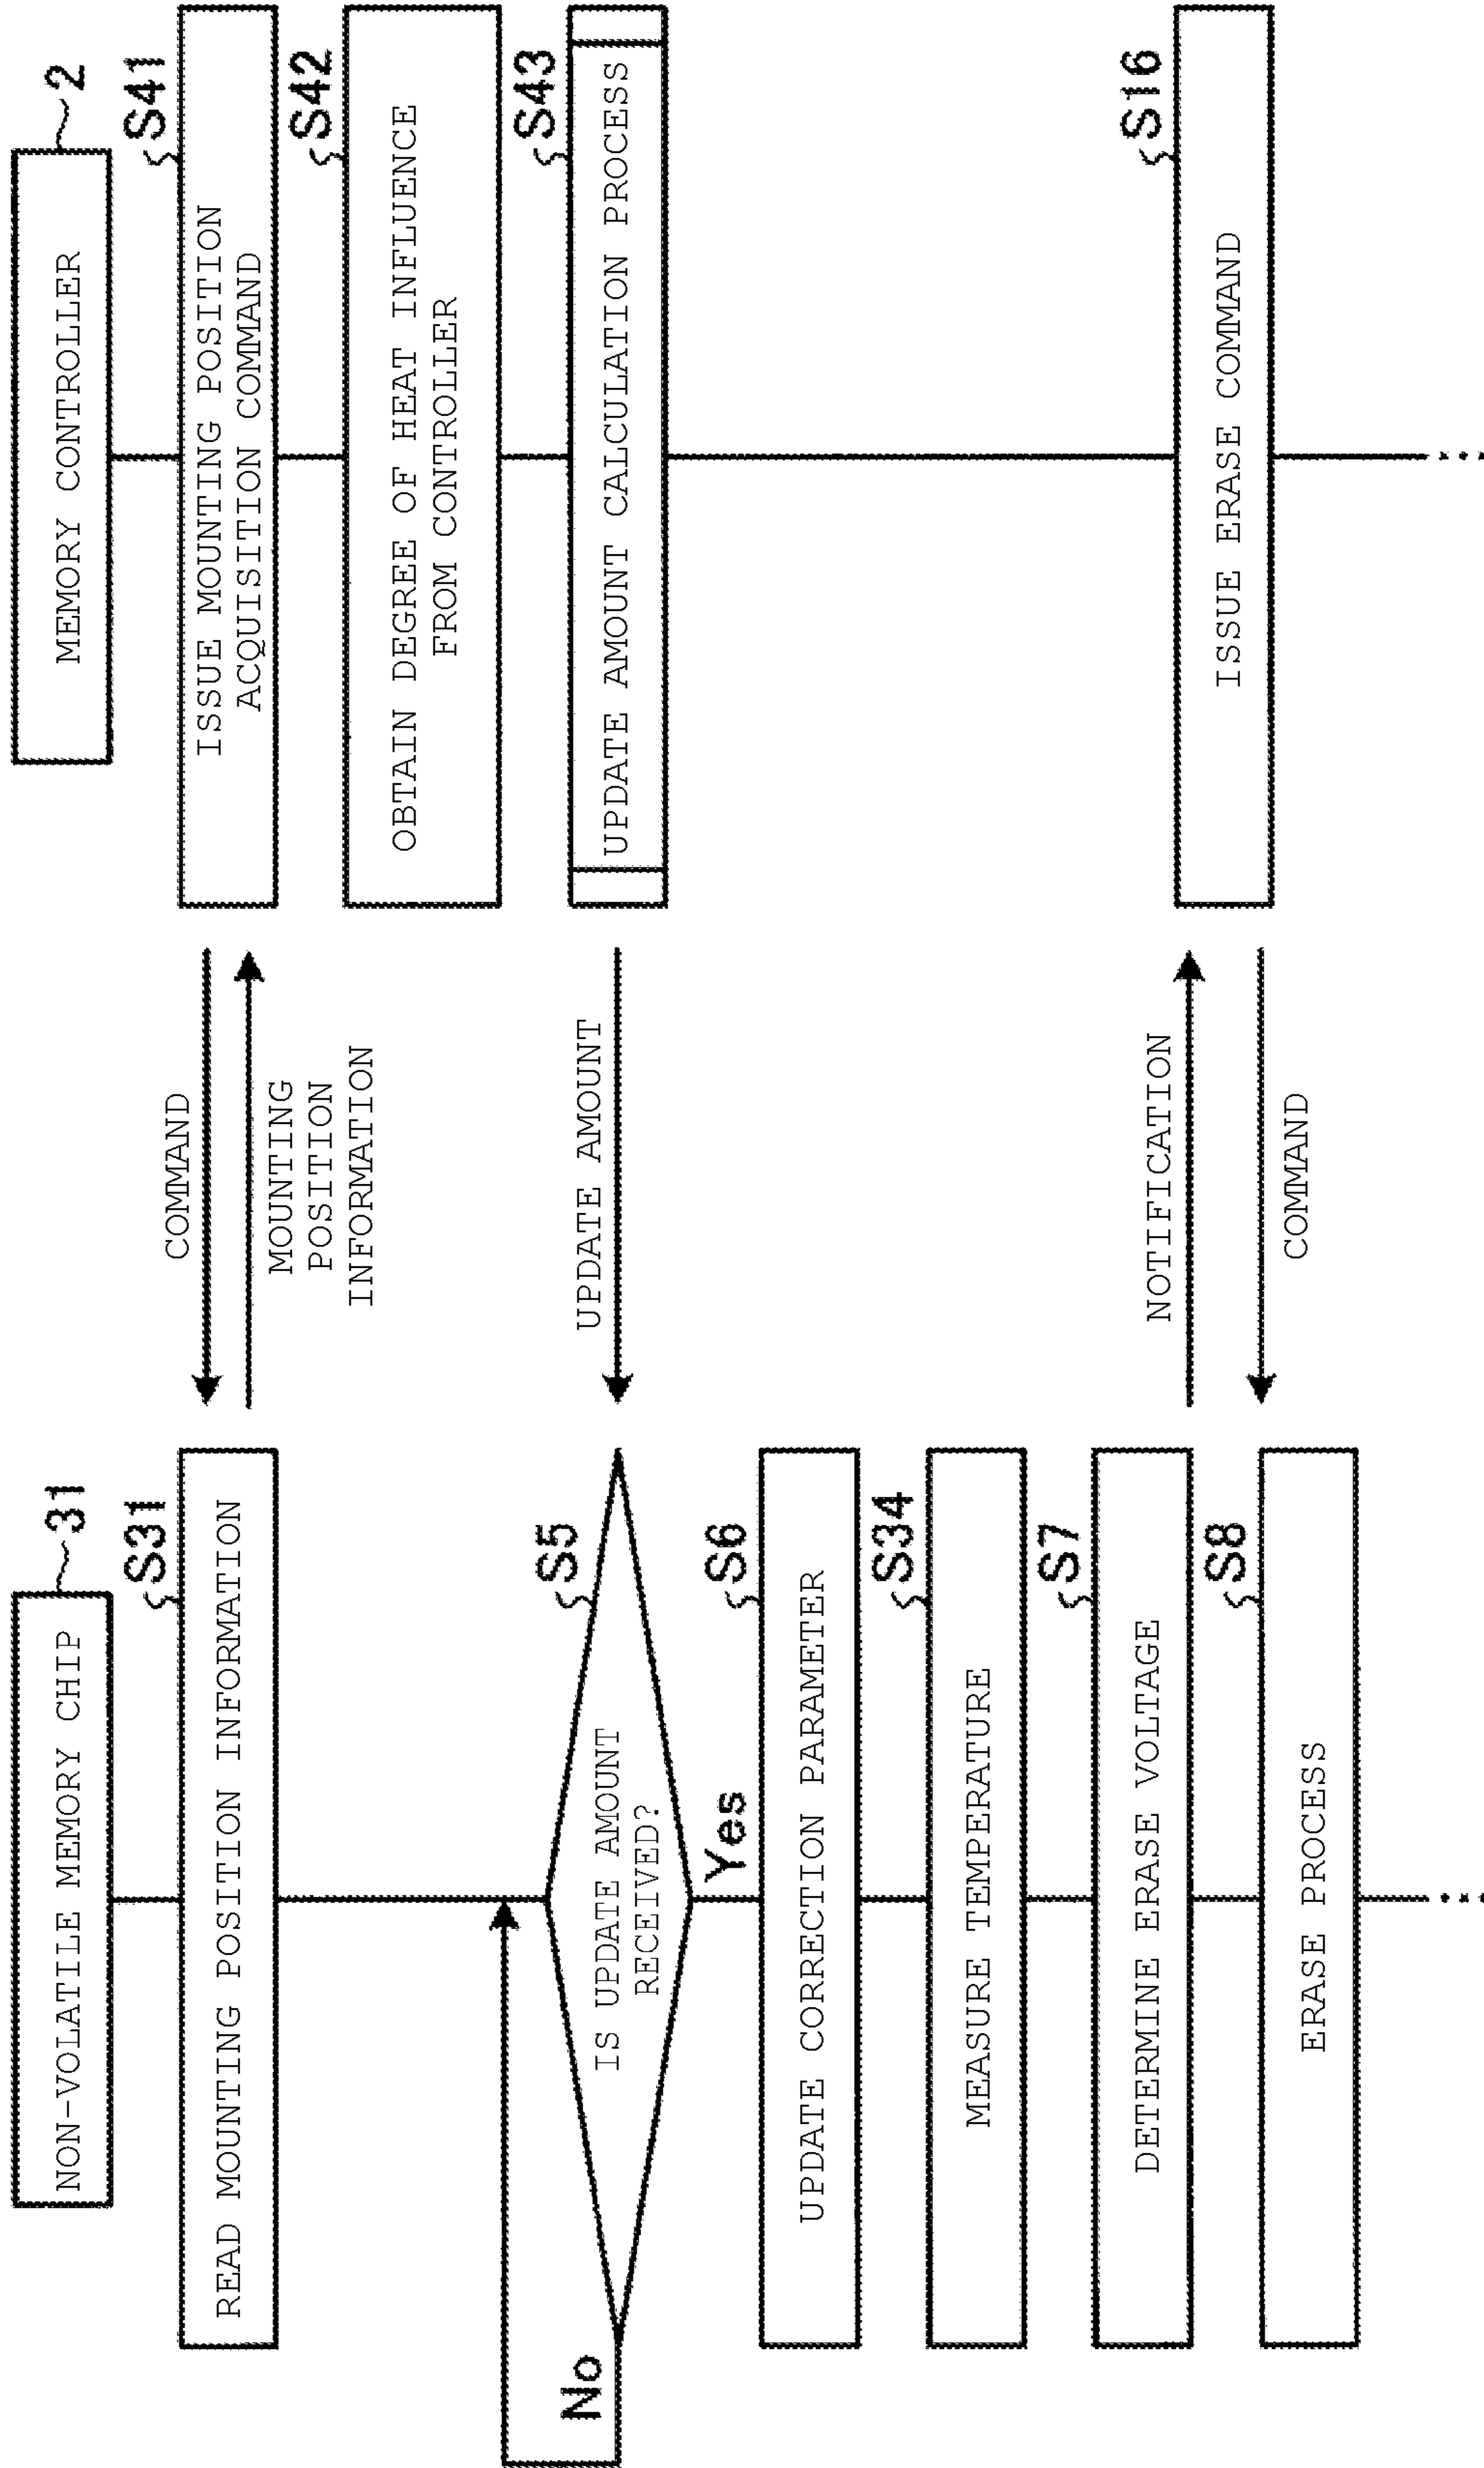 NON-VOLATILE MEMORY CHIP
31
S31
READ MOUNTING POSITION INFORMATION
S5
IS UPDATE AMOUNT
RECEIVED?
No
Yes
S6
UPDATE CORRECTION PARAMETER
S34
MEASURE TEMPERATURE
S7
DETERMINE ERASE VOLTAGE
S8
ERASE PROCESS
COMMAND
MOUNTING
POSITION
INFORMATION
UPDATE AMOUNT
NOTIFICATION
COMMAND
MEMORY CONTROLLER
2
S41
ISSUE MOUNTING POSITION
ACQUISITION COMMAND
S42
OBTAIN DEGREE OF HEAT INFLUENCE
FROM CONTROLLER
S43
UPDATE AMOUNT CALCULATION PROCESS
S16
ISSUE ERASE COMMAND